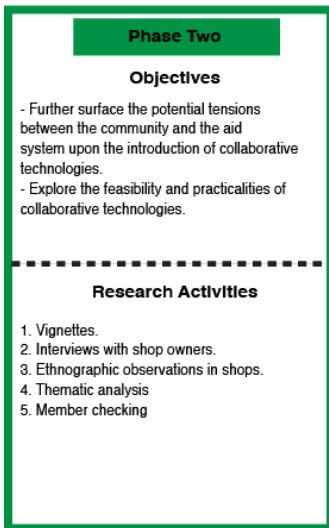 Phase Two
Objectives
- Further surface the potential tensions
between the community and the aid
system upon the introduction of collaborative
technologies.
- Explore the feasibility and practicalities of
collaborative technologies.
Research Activities
1. Vignettes.
2. Interviews with shop owners.
3. Ethnographic observations in shops.
4. Thematic analysis
5. Member checking